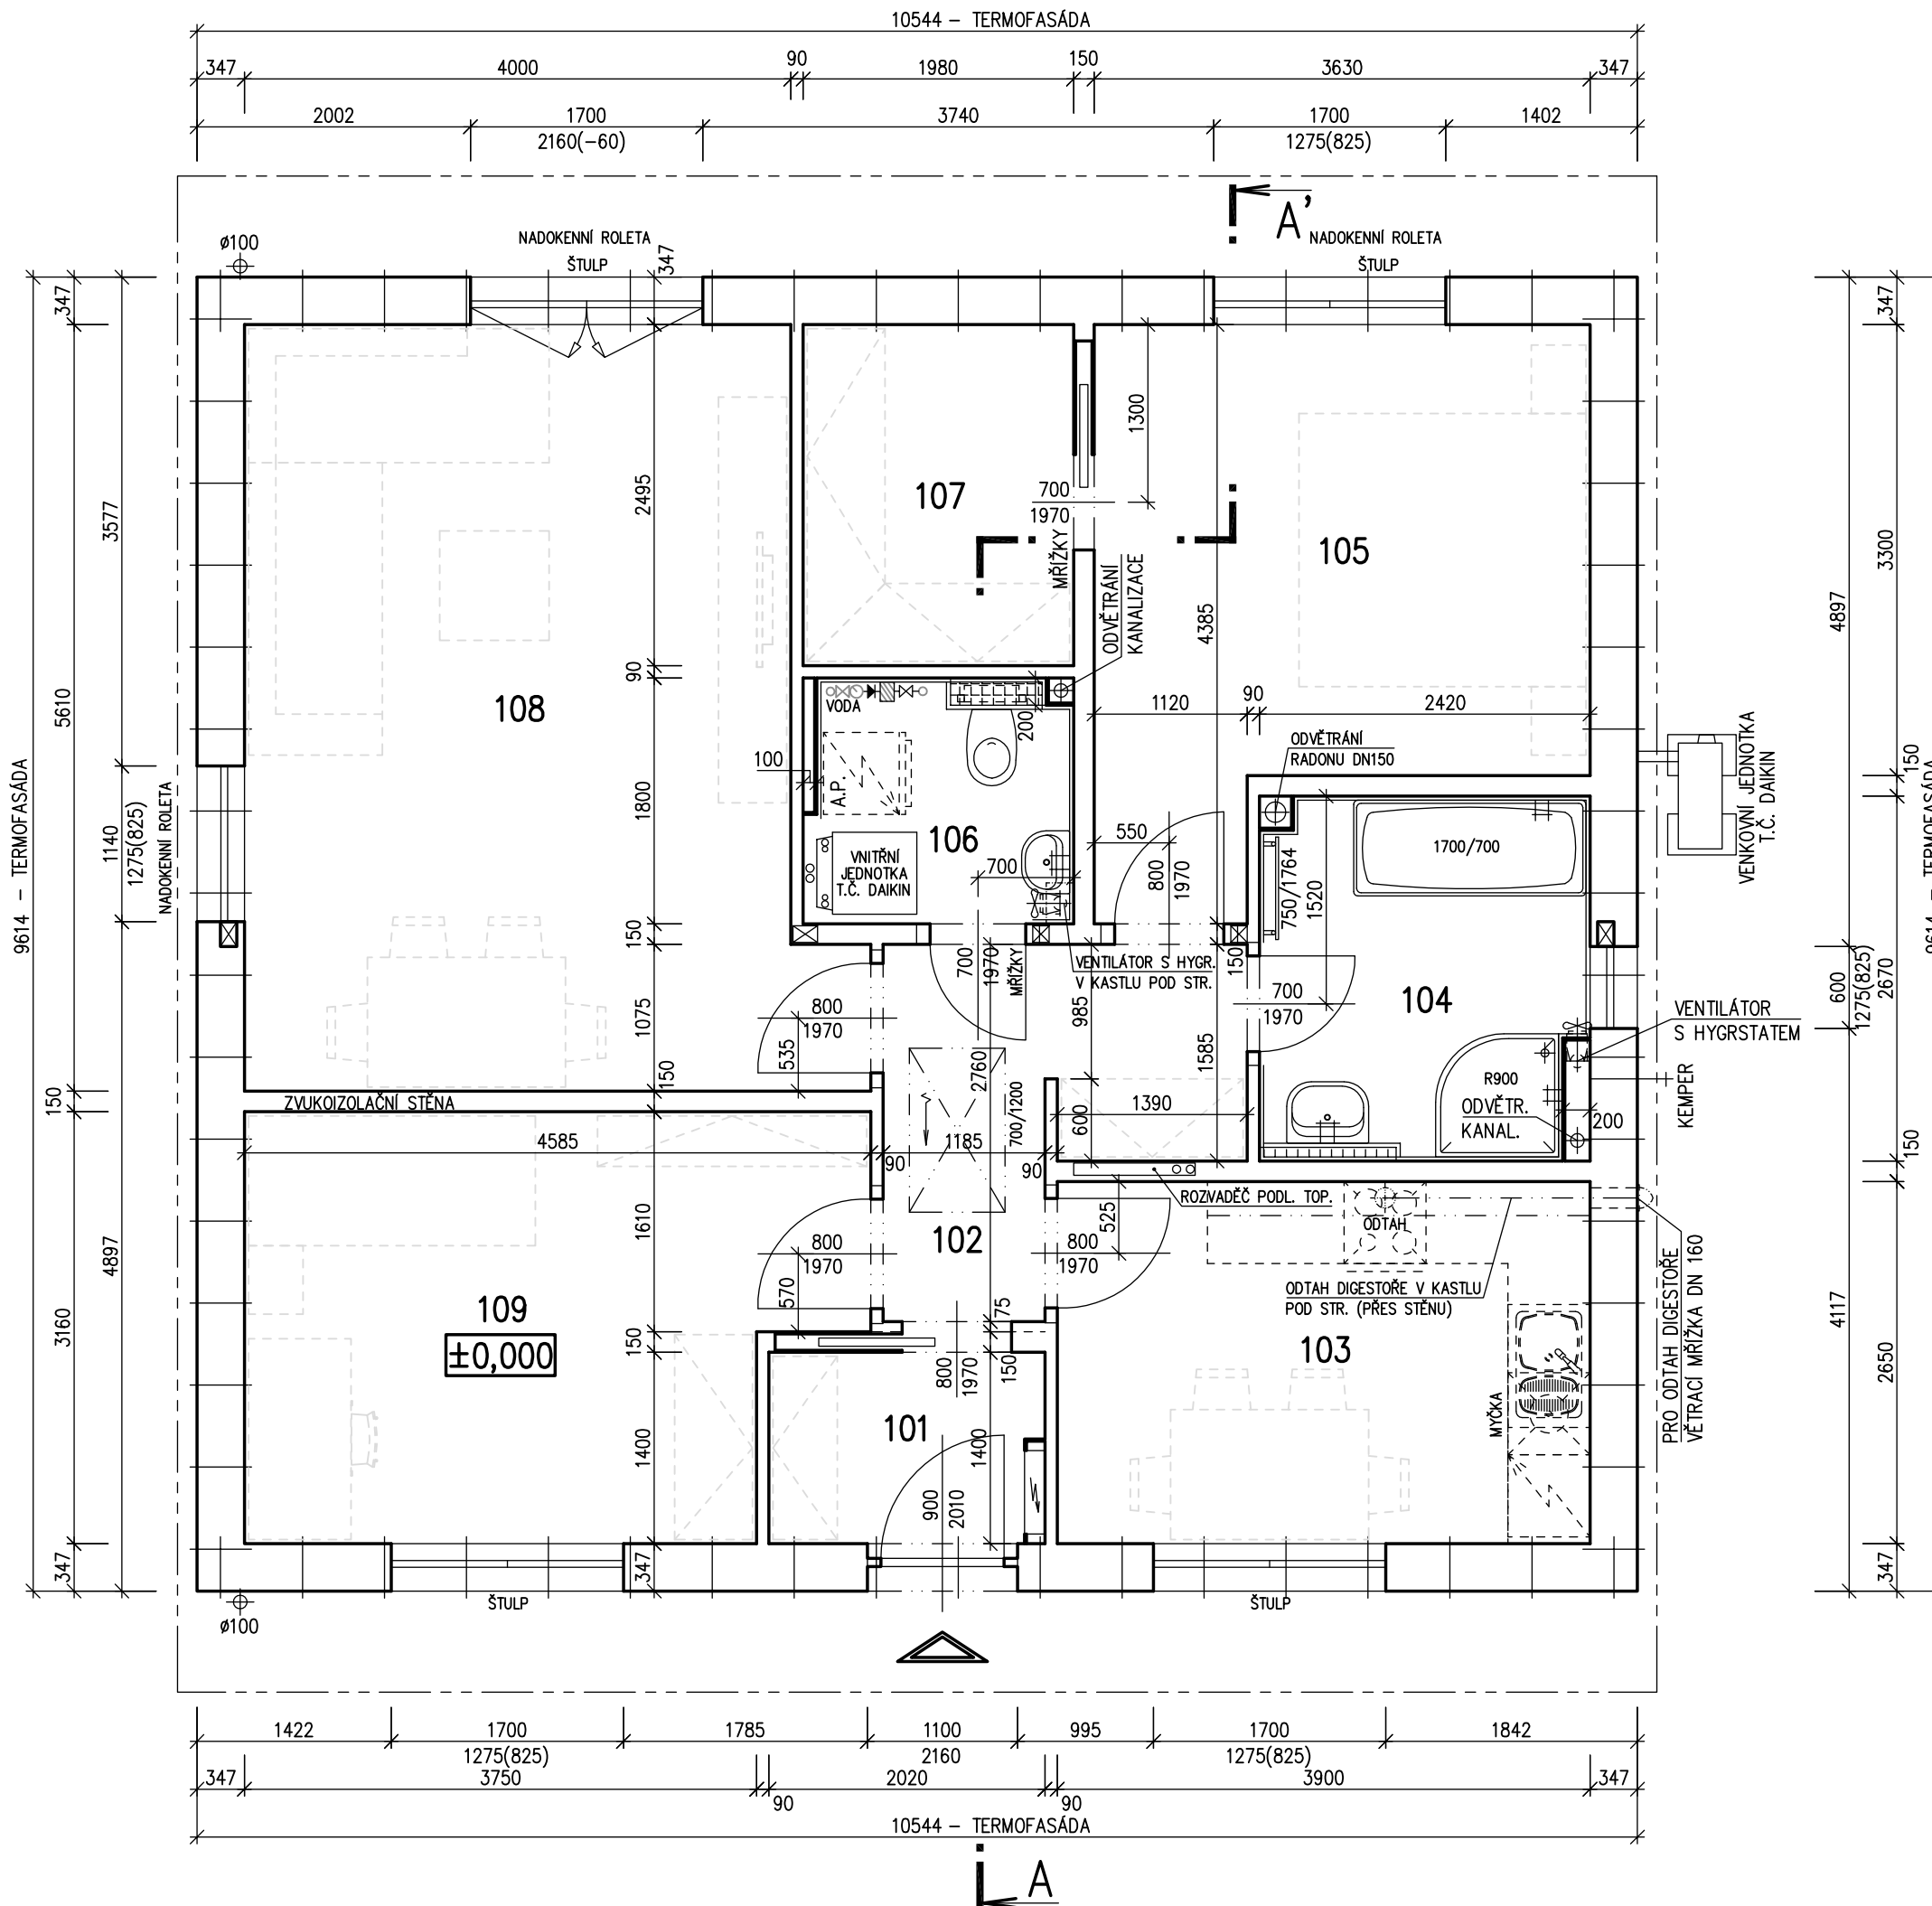 10544 – TERMOFASÁDA
347
4000
90
1980
150
3630
347
2002
1700
2160(-60)
3740
1700
1275(825)
1402
A'
ø100
NADOKENNÍ ROLETA
ŠTULP
347
NADOKENNÍ ROLETA
ŠTULP
9614 – TERMOFASÁDA
347
5610
150
3160
347
3577
1140
1275(825)
4897
NADOKENNÍ ROLETA
108
2495
90
1800
150
1075
150
1610
150
1400
347
107
700
1970
MŘÍŽKY
1300
ODVĚTRÁNÍ
KANALIZACE
105
4385
1120
90
2420
ODVĚTRÁNÍ
RADONU DN150
VODA
200
100
A.P.
106
VNITŘNÍ
JEDNOTKA
T.Č. DAIKIN
700
550
800
1970
750/1764
1520
1700/700
VENKOVNÍ JEDNOTKA
T.Č. DAIKIN
700
1970
MŘÍŽKY
VENTILÁTOR S HYGR.
V KASTLU POD STR.
150
700
1970
104
VENTILÁTOR
S HYGRSTATEM
KEMPER
800
1970
535
2760
985
1585
700/1200
600
1390
R900
ODVĚTR.
KANAL.
200
ZVUKOIZOLAČNÍ STĚNA
4585
90
1185
90
ROZVADĚČ PODL. TOP.
525
102
800
1970
570
800
1970
75
ODTAH
ODTAH DIGESTOŘE V KASTLU
POD STR. (PŘES STĚNU)
PRO ODTAH DIGESTOŘE
VĚTRACÍ MŘÍŽKA DN 160
109
±0,000
103
MYČKA
800
1970
150
101
1400
900
2010
4897
600
1275(825)
4117
347
3300
150
2670
150
2650
347
9614 – TERMOFASÁDA
ø100
ŠTULP
ŠTULP
1422
1700
1275(825)
1785
1100
2160
995
1700
1275(825)
1842
347
3750
90
2020
90
3900
347
10544 – TERMOFASÁDA
A